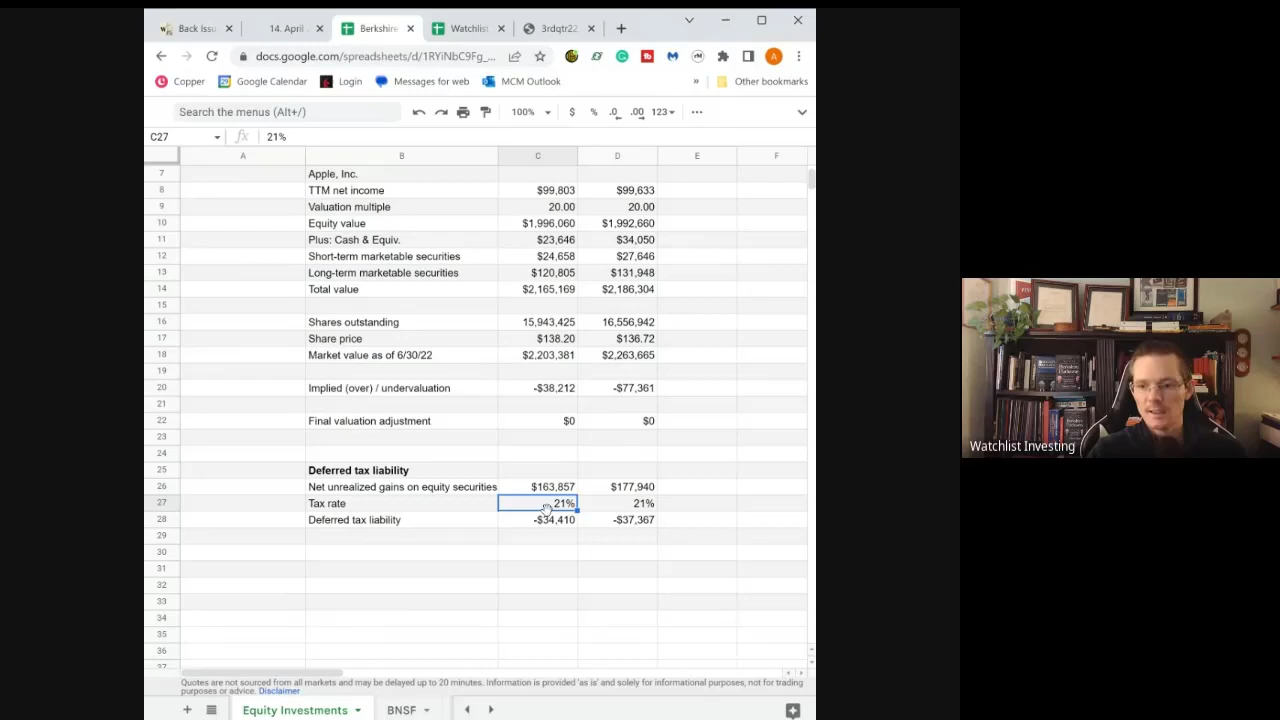 Back Issu
14. April
Berkshire
Watchlist
3rdqtr22
docs.google.com/spreadsheets/d/1RYiNbC9Fg_...
Copper Google Calendar Login Messages for web MCM Outlook » Other bookmarks
Search the menus (Alt+/) 100% $ % .0 .00 123
C27 fx 21%
A B C D E F
7 Apple, Inc.
8 TTM net income $99,803 $99,633
9 Valuation multiple 20.00 20.00
10 Equity value $1,996,060 $1,992,660
11 Plus: Cash & Equiv. $23,646 $34,050
12 Short-term marketable securities $24,658 $27,646
13 Long-term marketable securities $120,805 $131,948
14 Total value $2,165,169 $2,186,304
15
16 Shares outstanding 15,943,425 16,556,942
17 Share price $138.20 $136.72
18 Market value as of 6/30/22 $2,203,381 $2,263,665
19
20 Implied (over) / undervaluation -$38,212 -$77,361
21
22 Final valuation adjustment $0 $0
23
24
25 Deferred tax liability
26 Net unrealized gains on equity securities $163,857 $177,940
27 Tax rate 21% 21%
28 Deferred tax liability -$34,410 -$37,367
29
30
31
32
33
34
35
36
37
Quotes are not sourced from all markets and may be delayed up to 20 minutes. Information is provided 'as is' and solely for informational purposes, not for trading
purposes or advice. Disclaimer
Equity Investments BNSF
Watchlist Investing